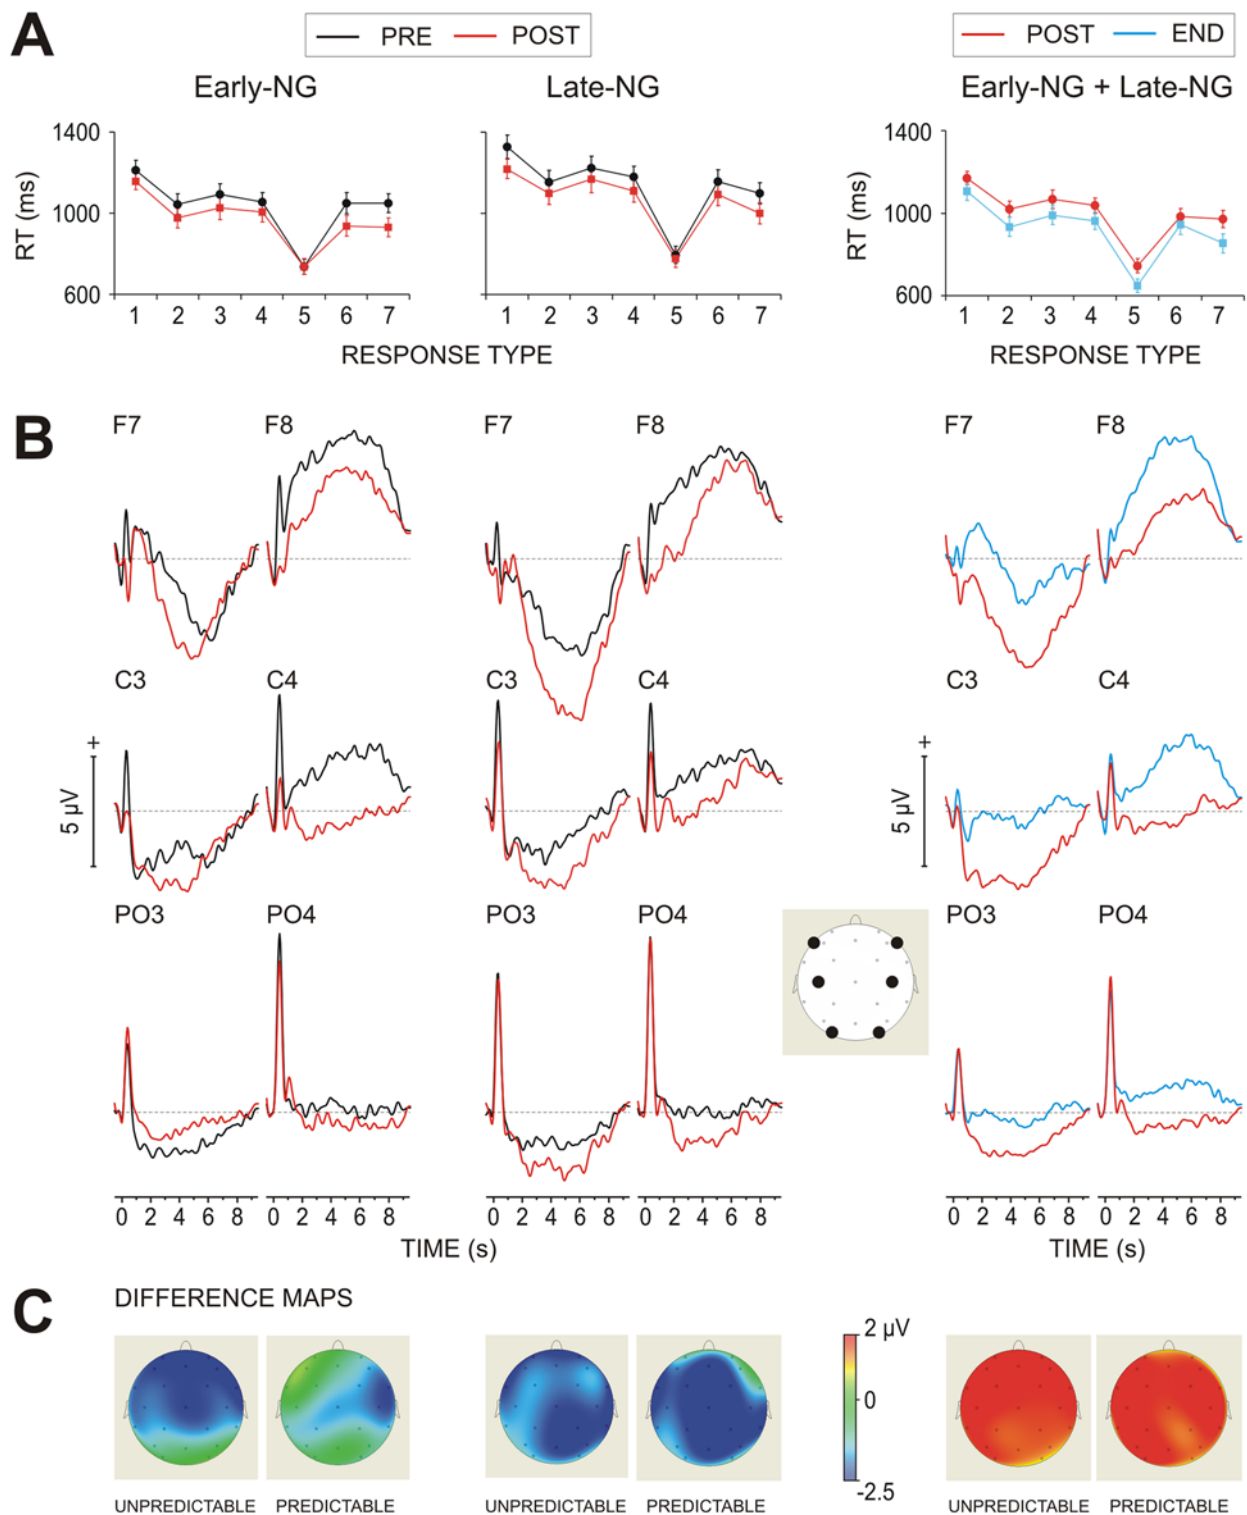 A
PRE POST
POST END
Early-NG Late-NG Early-NG + Late-NG
1400 1400
RT (ms) RT (ms)
1000 1000
600 600
1 2 3 4 5 6 7 1 2 3 4 5 6 7 1 2 3 4 5 6 7
RESPONSE TYPE RESPONSE TYPE
B
F7 F8 F7 F8 F7 F8
C3 C4 C3 C4 C3 C4
+ +
5 µV 5 µV
PO3 PO4 PO3 PO4 PO3 PO4
0 2 4 6 8 0 2 4 6 8 0 2 4 6 8 0 2 4 6 8 0 2 4 6 8 0 2 4 6 8
TIME (s) TIME (s)
C
DIFFERENCE MAPS
2 µV
0
-2.5
UNPREDICTABLE PREDICTABLE UNPREDICTABLE PREDICTABLE UNPREDICTABLE PREDICTABLE